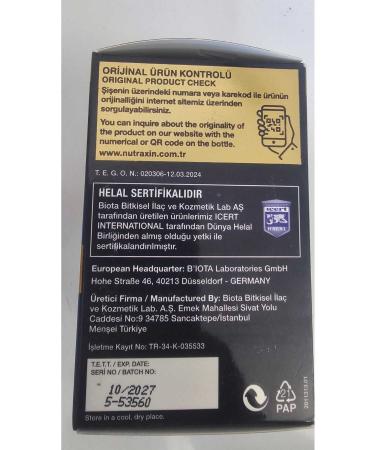 ORİJİNAL ÜRÜN KONTROLÜ
ORIGINAL PRODUCT CHECK
Şişenin üzerindeki numara veya karekod ile ürünün
orijinalliğini internet sitemiz üzerinden
sorgulayabilirsiniz.
You can inquire about the originality of
the product on our website with the
numerical or QR code on the bottle.
www.nutraxin.com.tr
T. E. G. O. N.: 020306-12.03.2024
HELAL SERTİFİKALIDIR
Biota Bitkisel İlaç ve Kozmetik Lab AŞ
tarafından üretilen ürünlerimiz ICERT
INTERNATIONAL tarafından Dünya Helal
Birliğinden almış olduğu yetki ile
sertifikalandırılmıştır.
icert
European Headquarter: B'IOTA Laboratories GmbH
Hohe Straße 46, 40213 Düsseldorf - GERMANY
Üretici Firma / Manufactured By: Biota Bitkisel İlaç
ve Kozmetik Lab. A.Ş. Emek Mahallesi Sivat Yolu
Caddesi No:9 34785 Sancaktepe/İstanbul
Menşei Türkiye
İşletme Kayıt No: TR-34-K-035533
T.E.T.T. / EXP. DATE:
SERİ NO / BATCH NO:
10/2027
5-53560
Store in a cool, dry place.
21
PAP